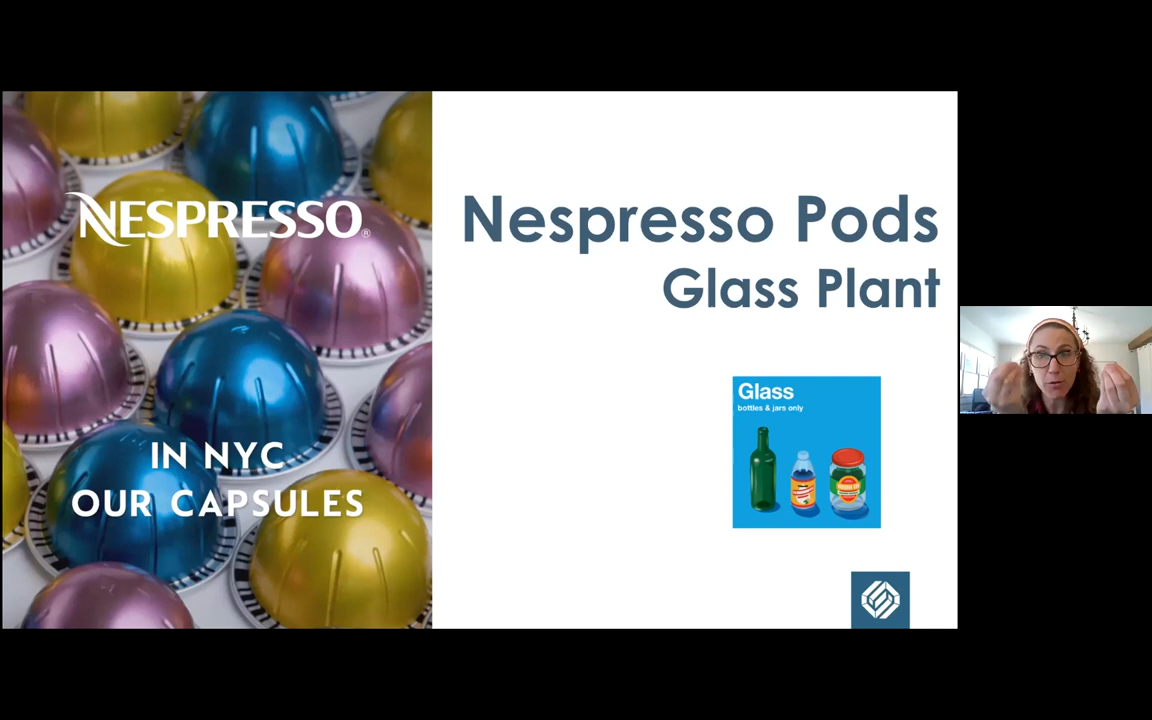 NESPRESSO®
IN NYC
OUR CAPSULES
Nespresso Pods
Glass Plant
Glass
bottles & jars only